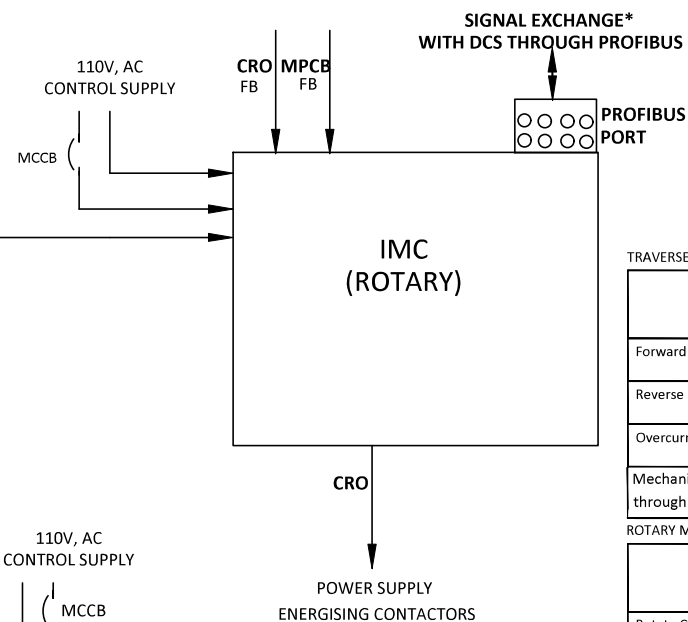 SIGNAL EXCHANGE*
WITH DCS THROUGH PROFIBUS
110V, AC
CONTROL SUPPLY
CRO MPCB
FB FB
PROFIBUS
PORT
MCCB
IMC
(ROTARY)
TRAVERSE
Forward
Reverse
Overcurr
Mechani
through
ROTARY M
CRO
110V, AC
CONTROL SUPPLY
MCCB
POWER SUPPLY
ENERGISING CONTACTORS